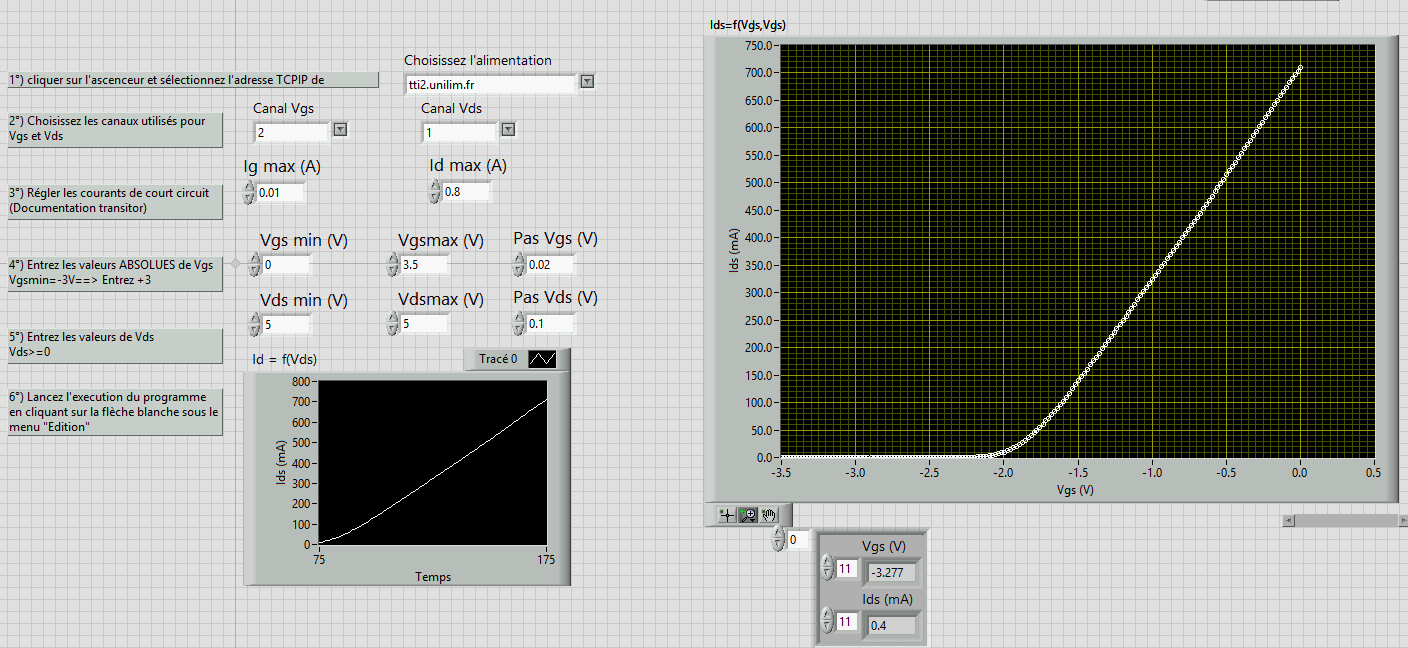 1°) cliquer sur l'ascenceur et sélectionnez l'adresse TCPIP de
Choisissez l'alimentation
tti2.unilim.fr
2°) Choisissez les canaux utilisés pour
Vgs et Vds
Canal Vgs
2
Canal Vds
1
3°) Régler les courants de court circuit
(Documentation transitor)
Ig max (A)
0.01
Id max (A)
0.8
4°) Entrez les valeurs ABSOLUES de Vgs
Vgsmin=-3V==> Entrez +3
Vgs min (V)
0
Vgsmax (V)
3.5
Pas Vgs (V)
0.02
5°) Entrez les valeurs de Vds
Vds>=0
Vds min (V)
5
Vdsmax (V)
5
Pas Vds (V)
0.1
6°) Lancez l'execution du programme
en cliquant sur la flèche blanche sous le
menu "Edition"
Id = f(Vds)
Tracé 0
Ids (mA)
800
700
600
500
400
300
200
100
0
75
175
Temps
Ids=f(Vgs,Vgs)
Ids (mA)
750.0
700.0
650.0
600.0
550.0
500.0
450.0
400.0
350.0
300.0
250.0
200.0
150.0
100.0
50.0
0.0
-3.5
-3.0
-2.5
-2.0
-1.5
-1.0
-0.5
0.0
0.5
Vgs (V)
0
Vgs (V)
11
-3.277
Ids (mA)
11
0.4